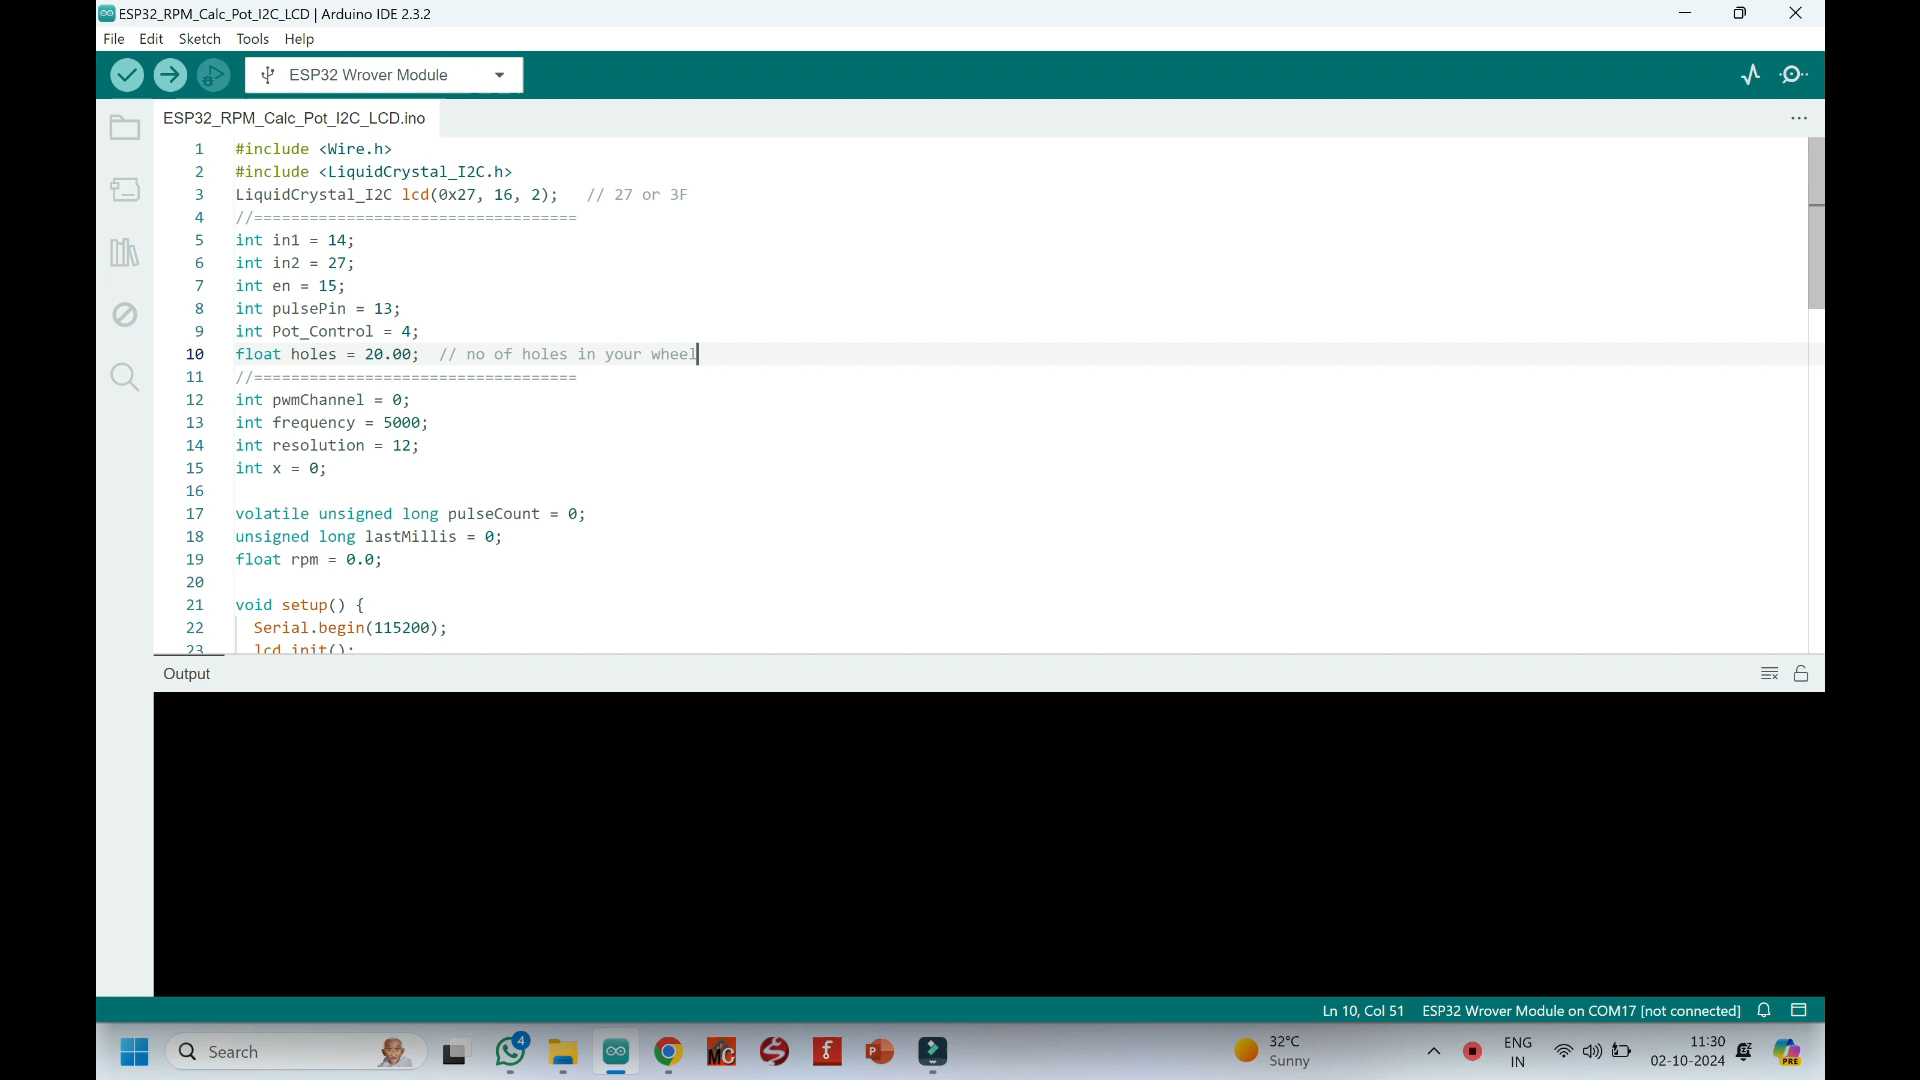 ESP32_RPM_Calc_Pot_I2C_LCD | Arduino IDE 2.3.2
File Edit Sketch Tools Help
ESP32 Wrover Module
ESP32_RPM_Calc_Pot_I2C_LCD.ino
1 #include <Wire.h>
2 #include <LiquidCrystal_I2C.h>
3 LiquidCrystal_I2C lcd(0x27, 16, 2);   // 27 or 3F
4 //===================================
5 int in1 = 14;
6 int in2 = 27;
7 int en = 15;
8 int pulsePin = 13;
9 int Pot_Control = 4;
10 float holes = 20.00;  // no of holes in your wheel
11 //===================================
12 int pwmChannel = 0;
13 int frequency = 5000;
14 int resolution = 12;
15 int x = 0;
16
17 volatile unsigned long pulseCount = 0;
18 unsigned long lastMillis = 0;
19 float rpm = 0.0;
20
21 void setup() {
22 Serial.begin(115200);
23 lcd.init();
Output
Ln 10, Col 51 ESP32 Wrover Module on COM17 [not connected]
Search
4
MC
f
P
32°C
Sunny
ENG
IN
11:30
02-10-2024
PRE